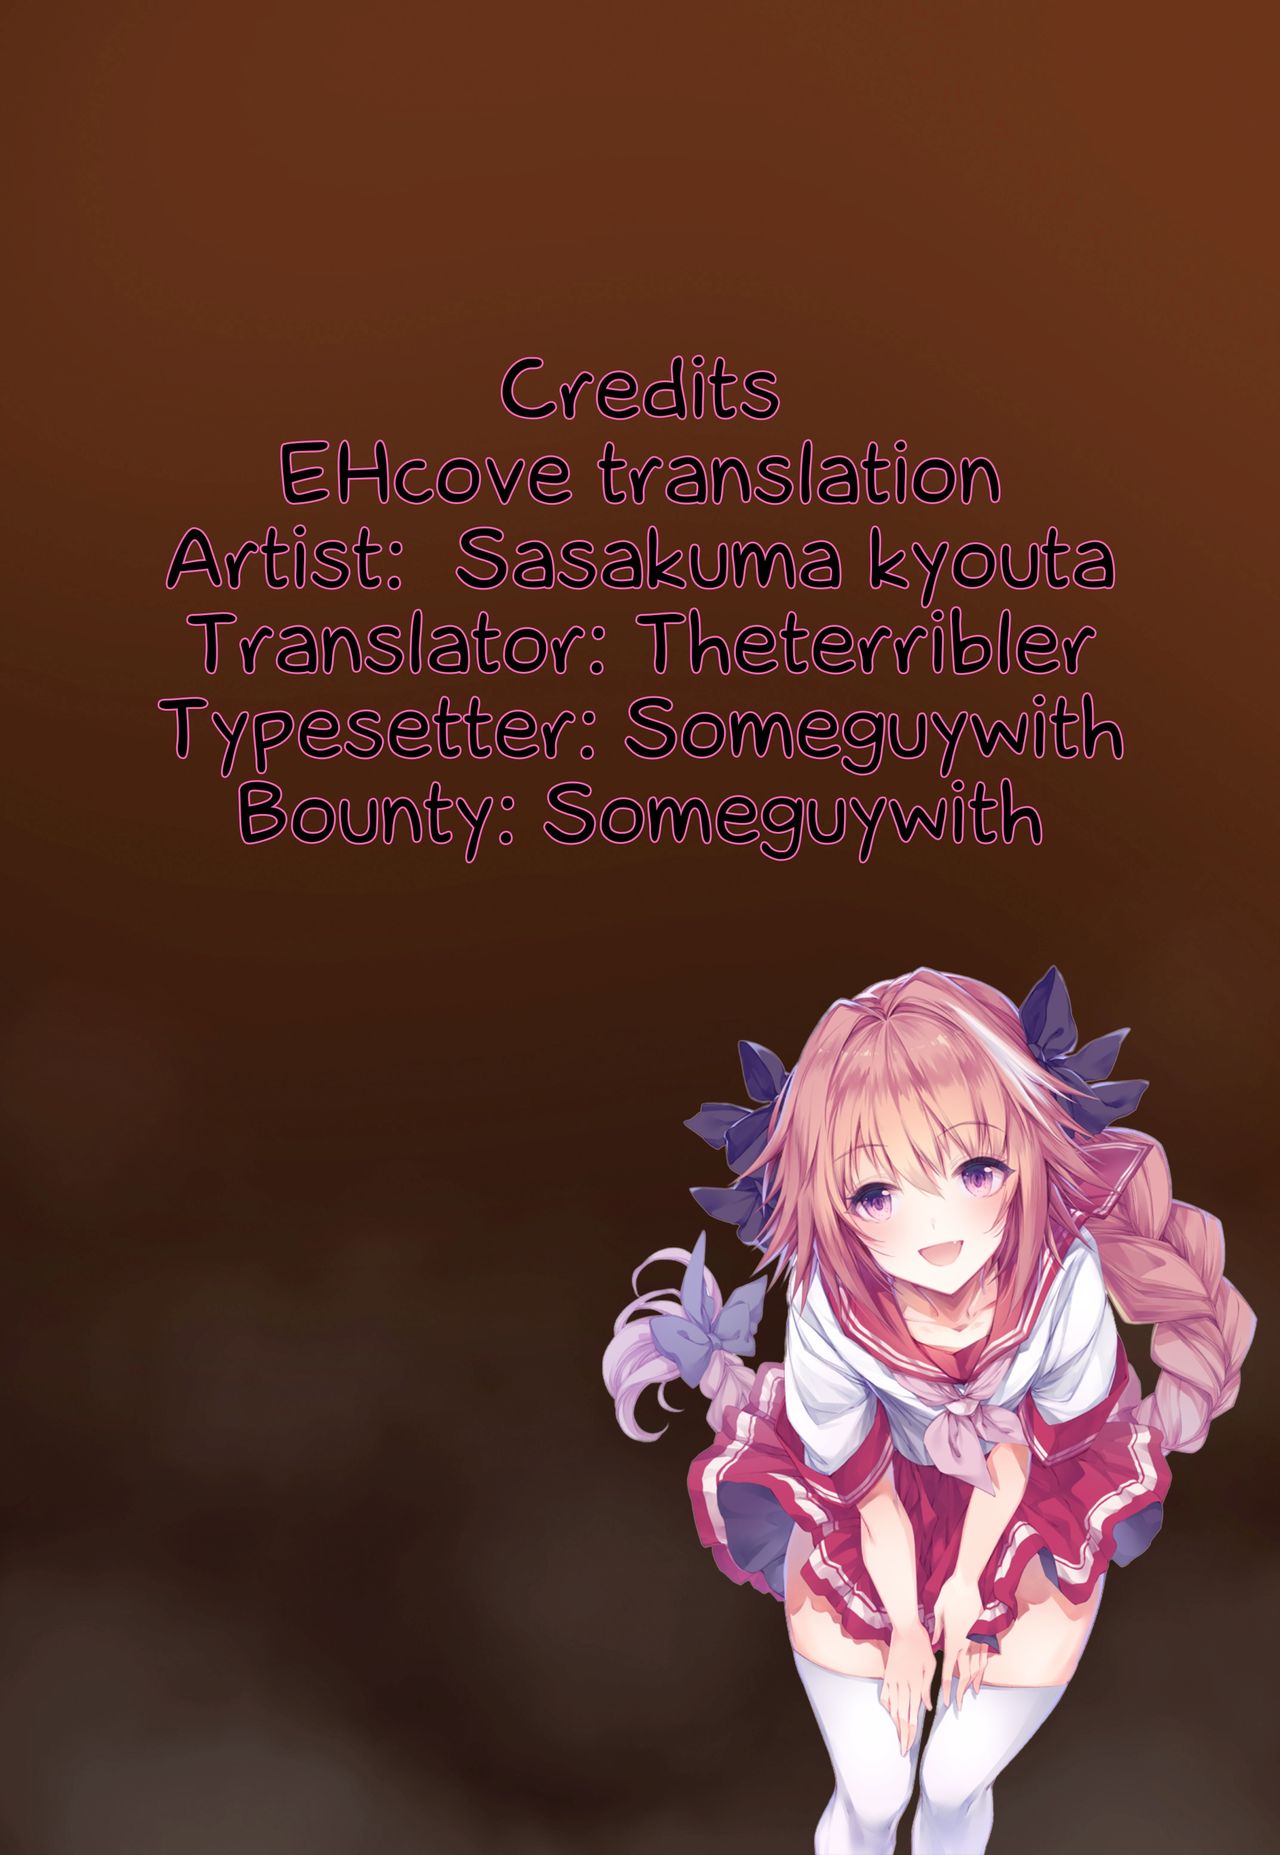 Credits
EHcove translation
Artist:  Sasakuma kyouta
Translator: Theterribler
Typesetter: Someguywith
Bounty: Someguywith